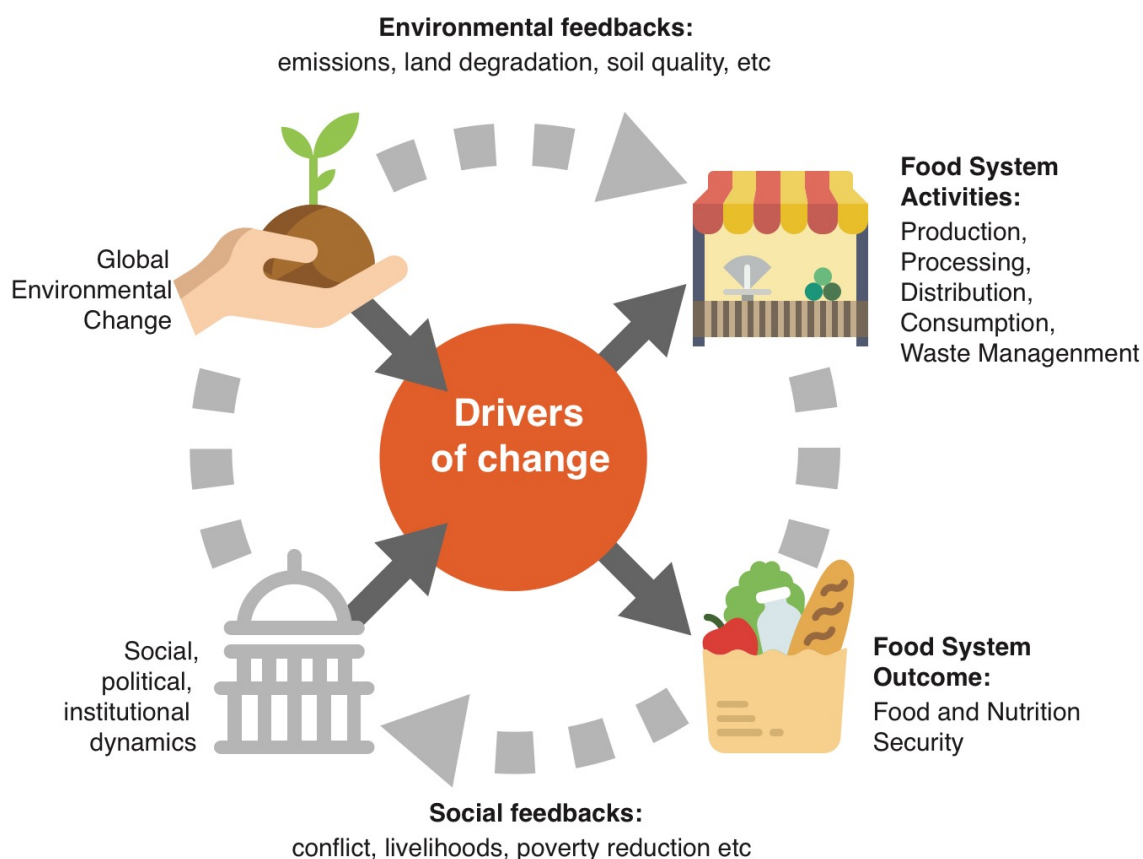 Environmental feedbacks:
emissions, land degradation, soil quality, etc
Food System
Activities:
Production,
Processing,
Distribution,
Consumption,
Waste Managenment
Global
Environmental
Change
Drivers
of change
Social,
political,
institutional
dynamics
Food System
Outcome:
Food and Nutrition
Security
Social feedbacks:
conflict, livelihoods, poverty reduction etc